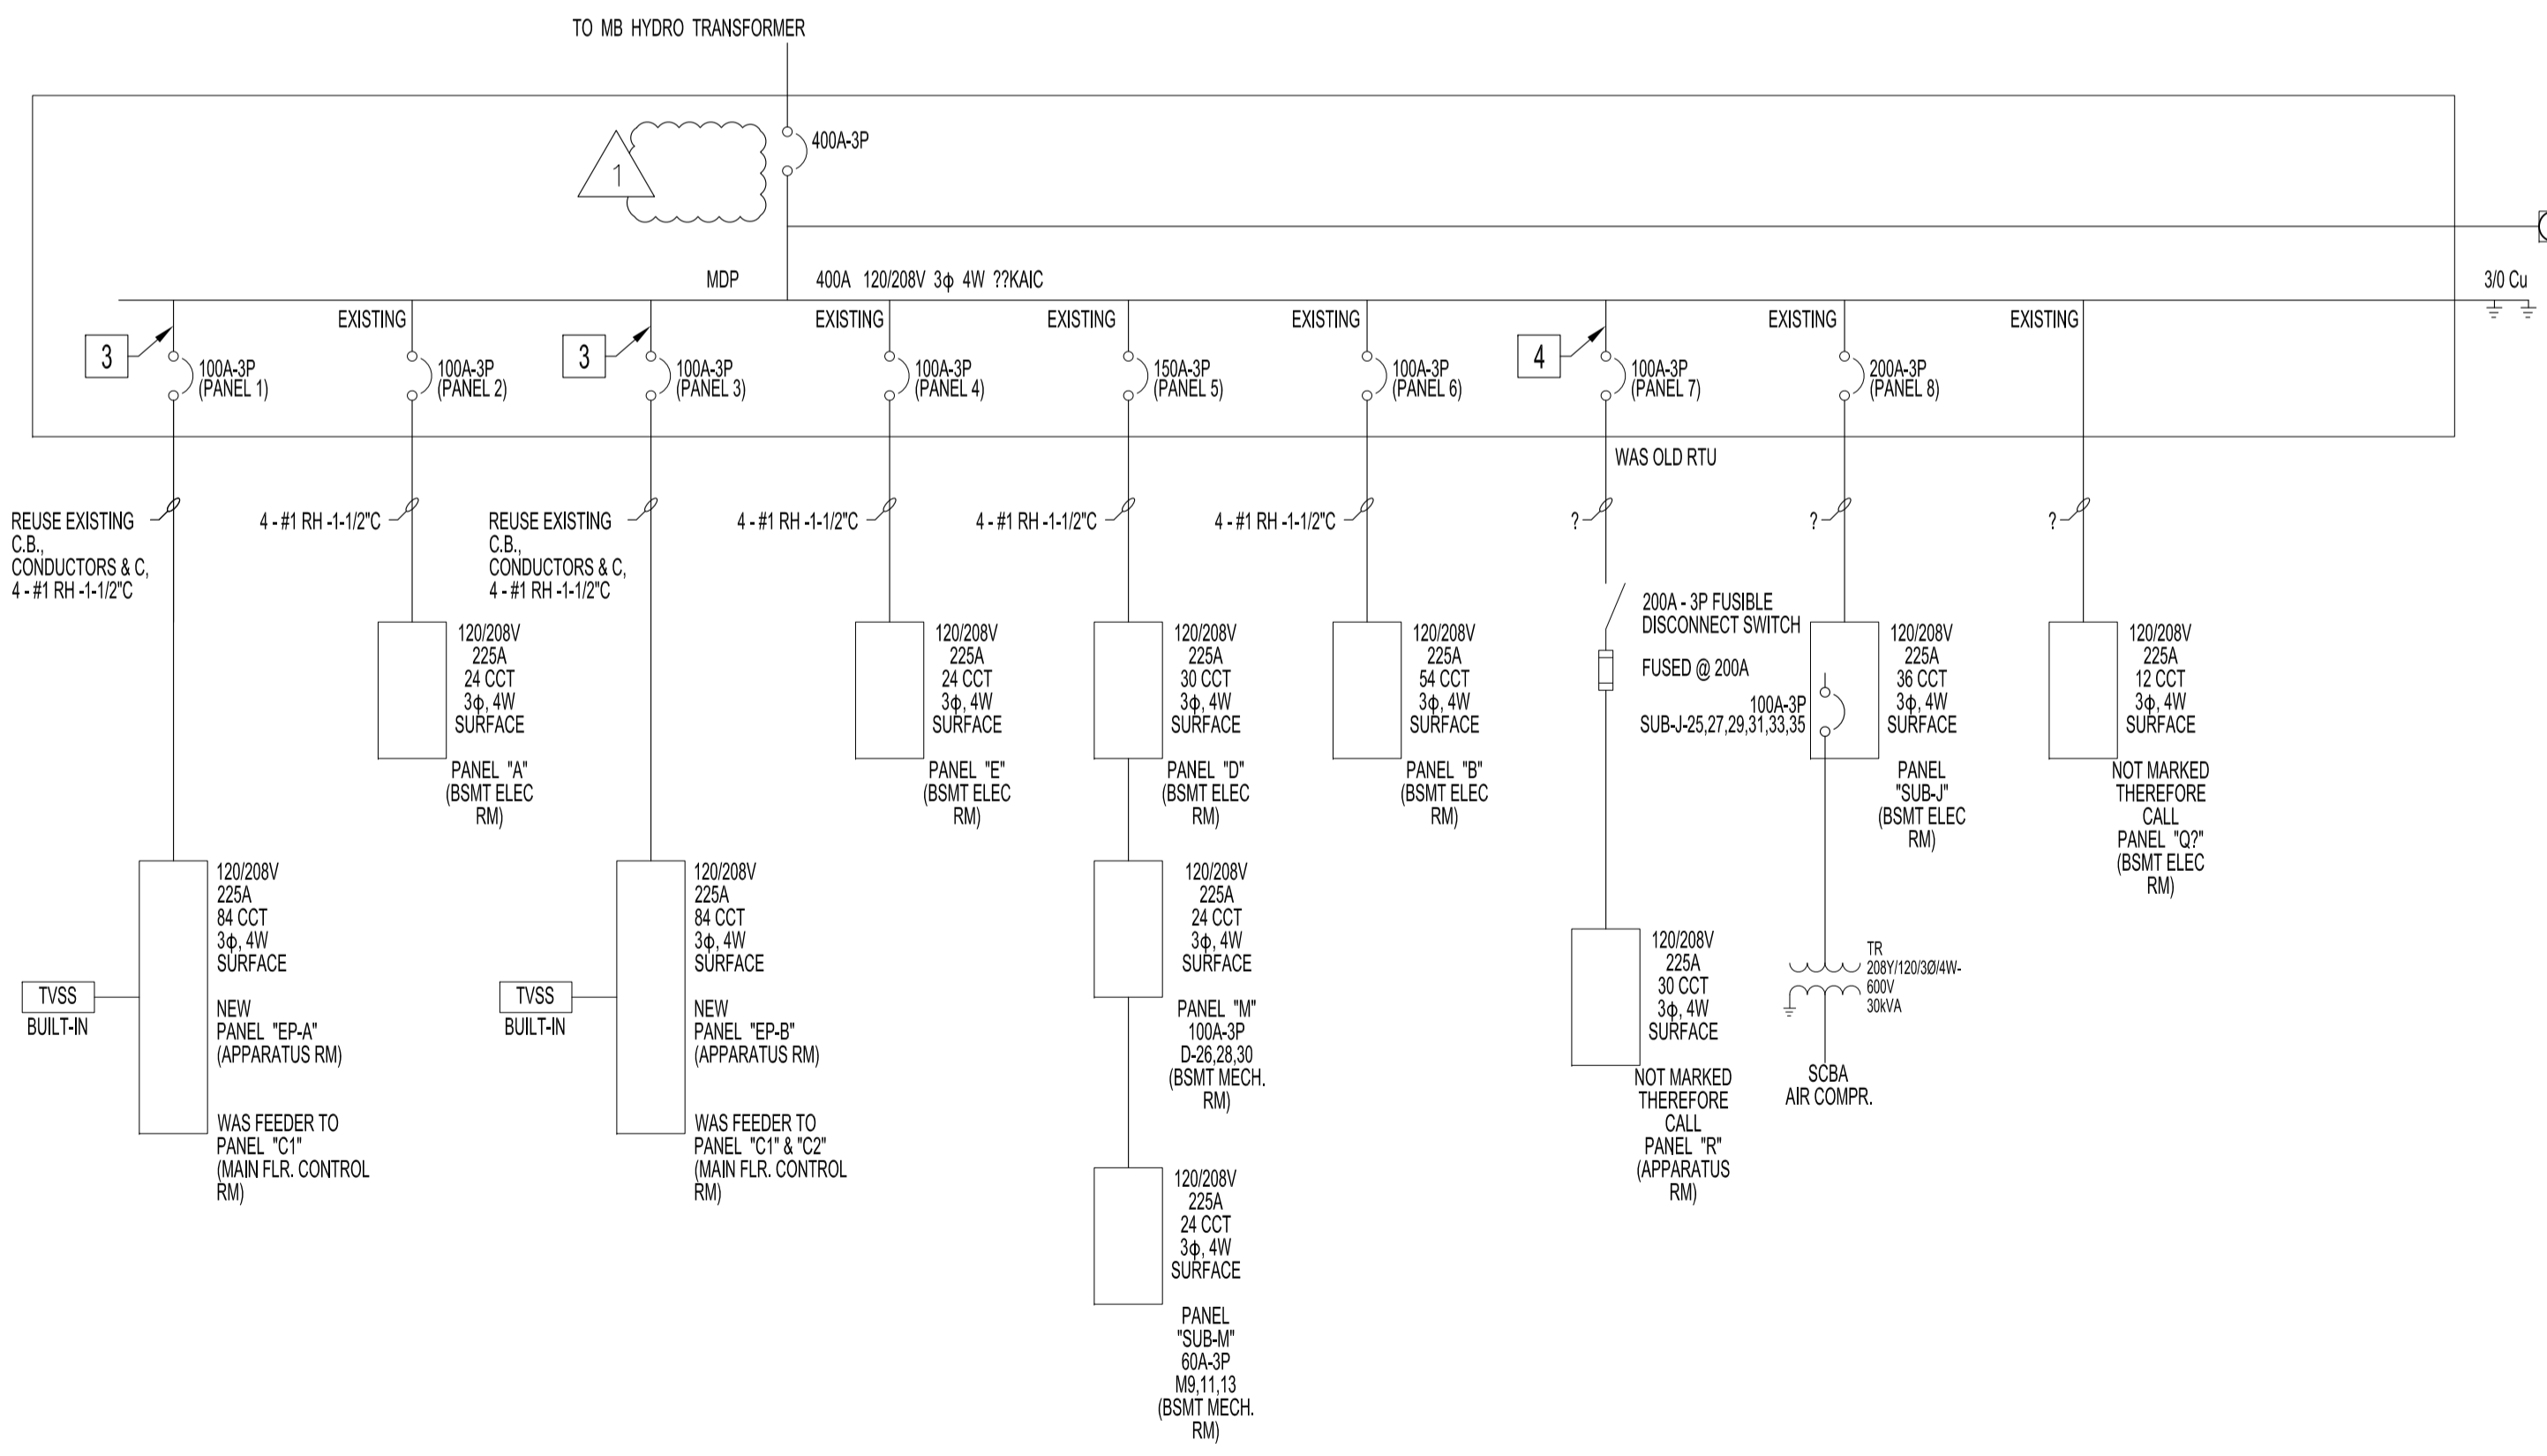 TO MB HYDRO TRANSFORMER
1
400A-3P
MDP
400A 120/208V 3ϕ 4W ??KAIC
3/0 Cu
3
100A-3P
(PANEL 1)
EXISTING
100A-3P
(PANEL 2)
3
100A-3P
(PANEL 3)
EXISTING
100A-3P
(PANEL 4)
EXISTING
150A-3P
(PANEL 5)
EXISTING
100A-3P
(PANEL 6)
4
100A-3P
(PANEL 7)
EXISTING
200A-3P
(PANEL 8)
EXISTING
WAS OLD RTU
REUSE EXISTING
C.B.,
CONDUCTORS & C,
4 - #1 RH -1-1/2"C
4 - #1 RH -1-1/2"C
REUSE EXISTING
C.B.,
CONDUCTORS & C,
4 - #1 RH -1-1/2"C
4 - #1 RH -1-1/2"C
4 - #1 RH -1-1/2"C
4 - #1 RH -1-1/2"C
?
?
?
120/208V
225A
24 CCT
3ϕ, 4W
SURFACE
PANEL "A"
(BSMT ELEC
RM)
120/208V
225A
24 CCT
3ϕ, 4W
SURFACE
PANEL "E"
(BSMT ELEC
RM)
120/208V
225A
30 CCT
3ϕ, 4W
SURFACE
PANEL "D"
(BSMT ELEC
RM)
120/208V
225A
54 CCT
3ϕ, 4W
SURFACE
PANEL "B"
(BSMT ELEC
RM)
200A - 3P FUSIBLE
DISCONNECT SWITCH
FUSED @ 200A
100A-3P
SUB-J-25,27,29,31,33,35
120/208V
225A
36 CCT
3ϕ, 4W
SURFACE
PANEL
"SUB-J"
(BSMT ELEC
RM)
120/208V
225A
12 CCT
3ϕ, 4W
SURFACE
NOT MARKED
THEREFORE
CALL
PANEL "Q?"
(BSMT ELEC
RM)
TVSS
BUILT-IN
120/208V
225A
84 CCT
3ϕ, 4W
SURFACE
NEW
PANEL "EP-A"
(APPARATUS RM)
WAS FEEDER TO
PANEL "C1"
(MAIN FLR. CONTROL
RM)
TVSS
BUILT-IN
120/208V
225A
84 CCT
3ϕ, 4W
SURFACE
NEW
PANEL "EP-B"
(APPARATUS RM)
WAS FEEDER TO
PANEL "C1" & "C2"
(MAIN FLR. CONTROL
RM)
120/208V
225A
24 CCT
3ϕ, 4W
SURFACE
PANEL "M"
100A-3P
D-26,28,30
(BSMT MECH.
RM)
120/208V
225A
24 CCT
3ϕ, 4W
SURFACE
PANEL
"SUB-M"
60A-3P
M9,11,13
(BSMT MECH.
RM)
120/208V
225A
30 CCT
3ϕ, 4W
SURFACE
NOT MARKED
THEREFORE
CALL
PANEL "R"
(APPARATUS
RM)
TR
208Y/120/3Ø/4W-
600V
30kVA
SCBA
AIR COMPR.